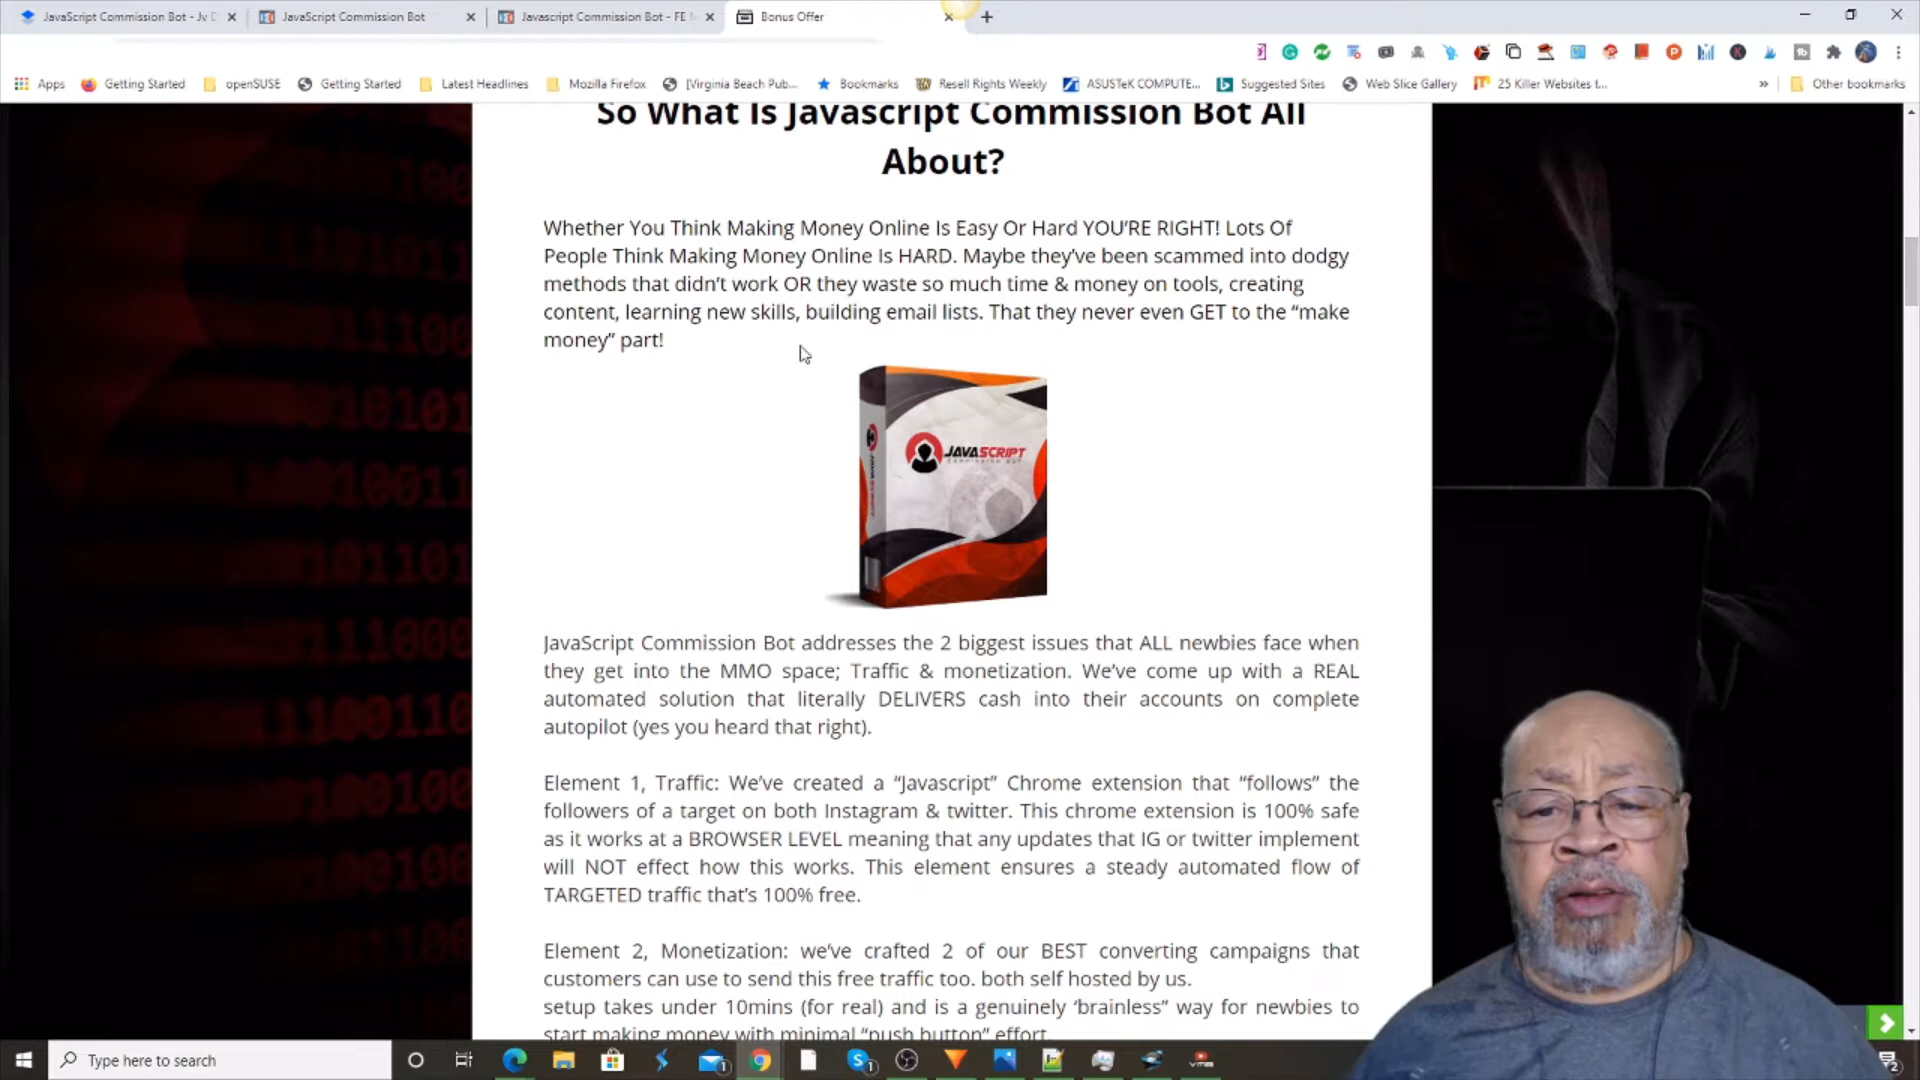 JavaScript Commission Bot - Jv D
JavaScript Commission Bot
Javascript Commission Bot - FE M
Bonus Offer
Apps
Getting Started
openSUSE
Getting Started
Latest Headlines
Mozilla Firefox
[Virginia Beach Pub...
Bookmarks
Resell Rights Weekly
ASUSTeK COMPUTE...
Suggested Sites
Web Slice Gallery
25 Killer Websites t...
»
Other bookmarks
So What Is Javascript Commission Bot All
About?
Whether You Think Making Money Online Is Easy Or Hard YOU’RE RIGHT! Lots Of
People Think Making Money Online Is HARD. Maybe they’ve been scammed into dodgy
methods that didn’t work OR they waste so much time & money on tools, creating
content, learning new skills, building email lists. That they never even GET to the “make
money” part!
JAVASCRIPT
COMMISSION BOT
JavaScript Commission Bot addresses the 2 biggest issues that ALL newbies face when
they get into the MMO space; Traffic & monetization. We’ve come up with a REAL
automated solution that literally DELIVERS cash into their accounts on complete
autopilot (yes you heard that right).
Element 1, Traffic: We’ve created a “Javascript” Chrome extension that “follows” the
followers of a target on both Instagram & twitter. This chrome extension is 100% safe
as it works at a BROWSER LEVEL meaning that any updates that IG or twitter implement
will NOT effect how this works. This element ensures a steady automated flow of
TARGETED traffic that’s 100% free.
Element 2, Monetization: we’ve crafted 2 of our BEST converting campaigns that
customers can use to send this free traffic too. both self hosted by us.
setup takes under 10mins (for real) and is a genuinely ‘brainless” way for newbies to
start making money with minimal “push button” effort
Type here to search